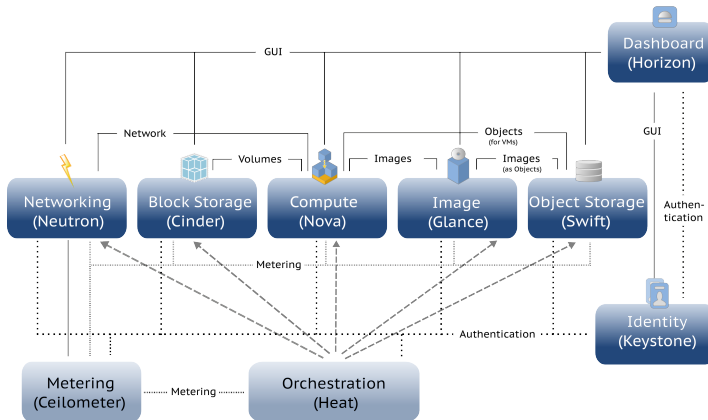 Dashboard
(Horizon)
GUI
Network
Objects
(for VMs)
GUI
Volumes
Images
Images
(as Objects)
Networking
(Neutron)
Block Storage
(Cinder)
Compute
(Nova)
Image
(Glance)
Object Storage
(Swift)
Authen-
tication
Metering
Identity
(Keystone)
Authentication
Metering
(Ceilometer)
Metering
Orchestration
(Heat)